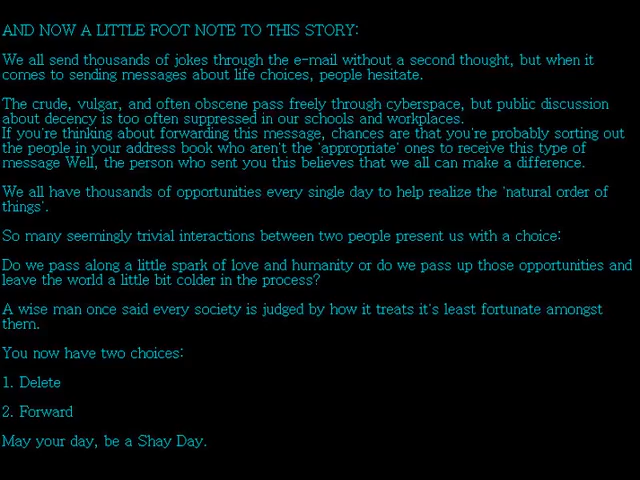 AND NOW A LITTLE FOOT NOTE TO THIS STORY:
We all send thousands of jokes through the e-mail without a second thought, but when it
comes to sending messages about life choices, people hesitate.
The crude, vulgar, and often obscene pass freely through cyberspace, but public discussion
about decency is too often suppressed in our schools and workplaces.
If you're thinking about forwarding this message, chances are that you're probably sorting out
the people in your address book who aren't the 'appropriate' ones to receive this type of
message Well, the person who sent you this believes that we all can make a difference.
We all have thousands of opportunities every single day to help realize the 'natural order of
things'.
So many seemingly trivial interactions between two people present us with a choice:
Do we pass along a little spark of love and humanity or do we pass up those opportunities and
leave the world a little bit colder in the process?
A wise man once said every society is judged by how it treats it's least fortunate amongst
them.
You now have two choices:
1. Delete
2. Forward
May your day, be a Shay Day.